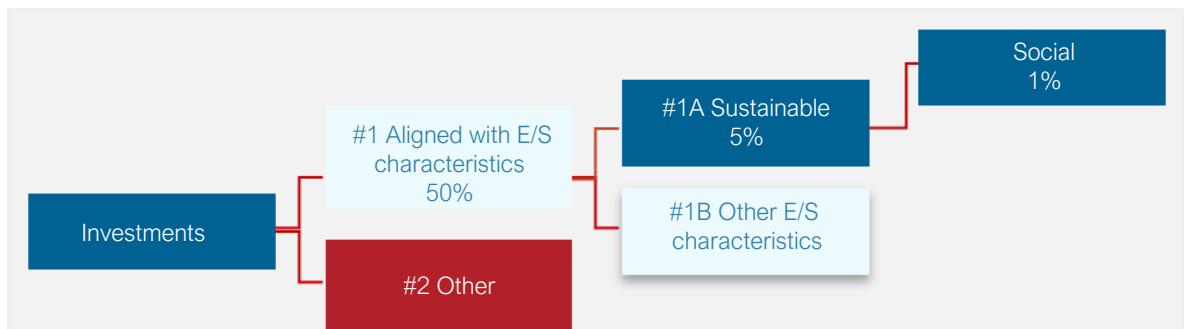 Social
1%
#1A Sustainable
5%
#1 Aligned with E/S
characteristics
50%
#1B Other E/S
characteristics
Investments
#2 Other